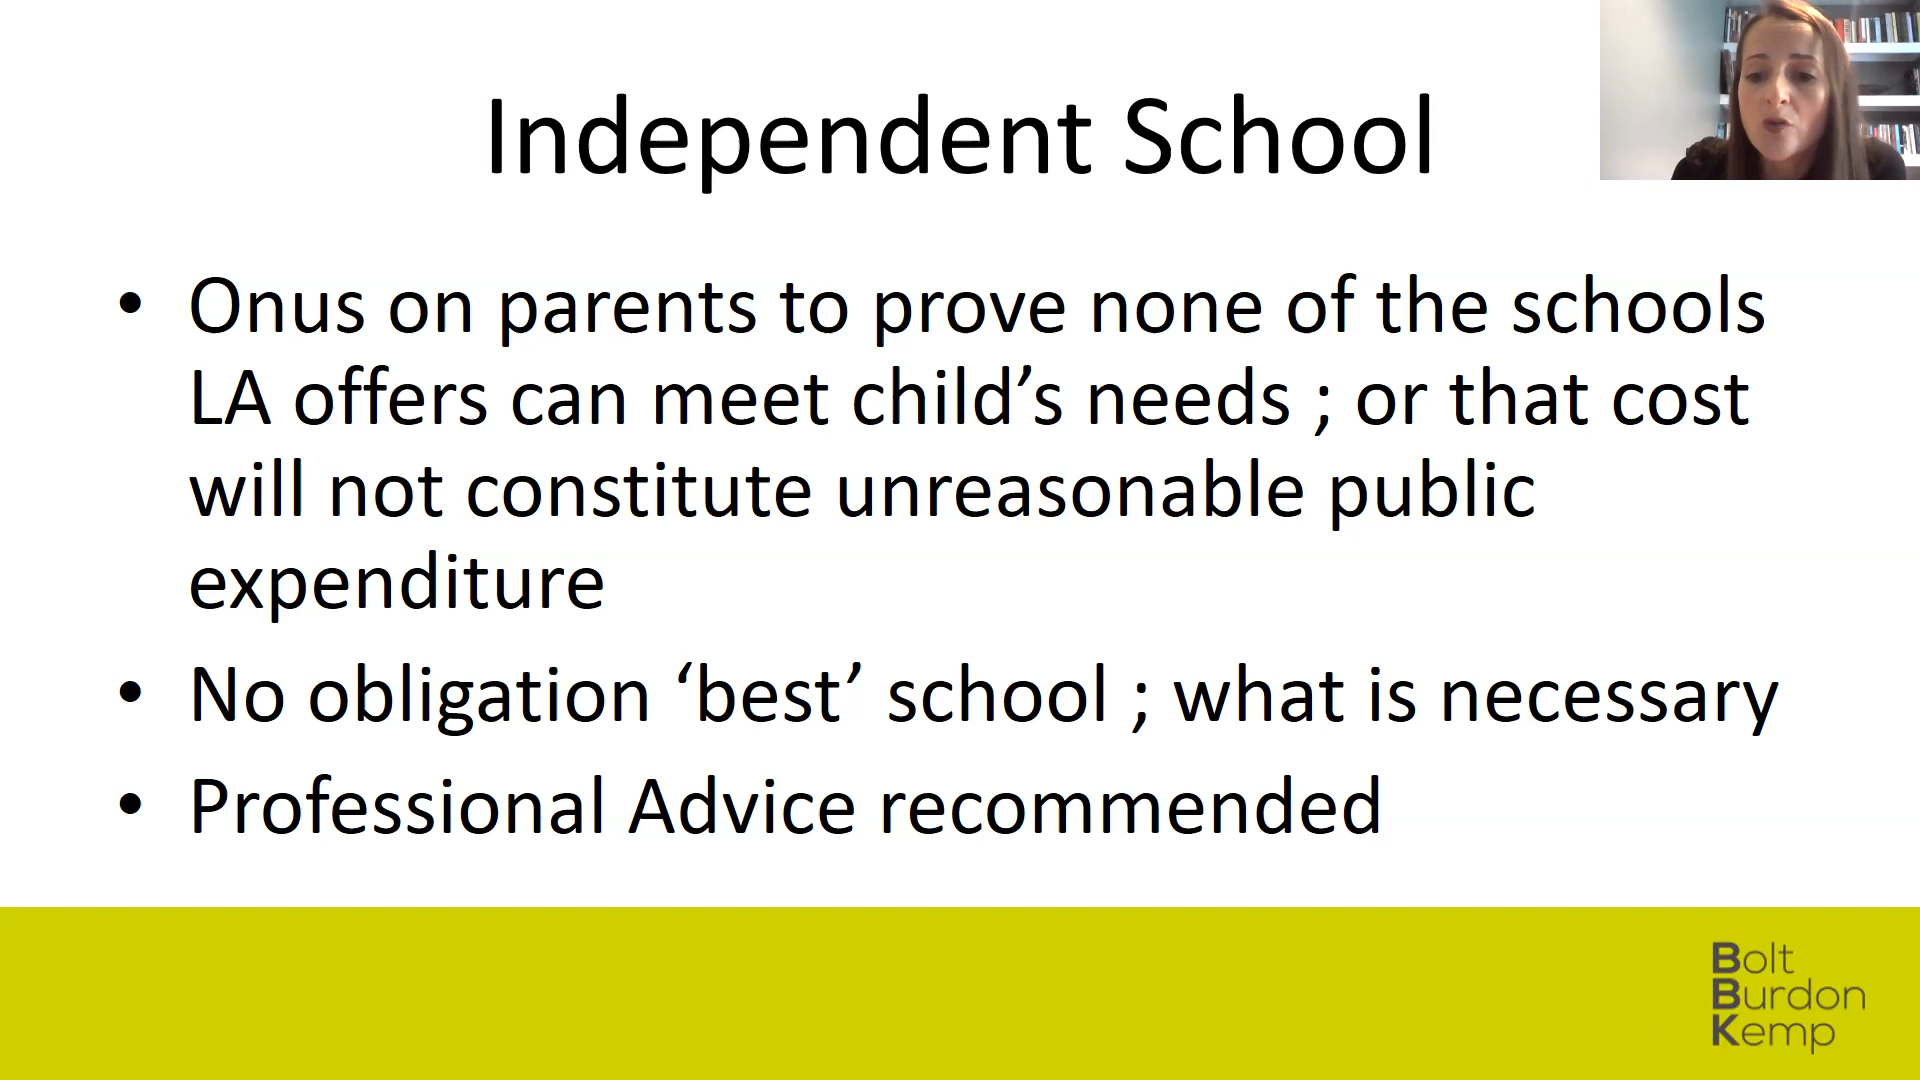 Independent School
• Onus on parents to prove none of the schools
LA offers can meet child’s needs ; or that cost
will not constitute unreasonable public
expenditure
• No obligation ‘best’ school ; what is necessary
• Professional Advice recommended
Bolt
Burdon
Kemp